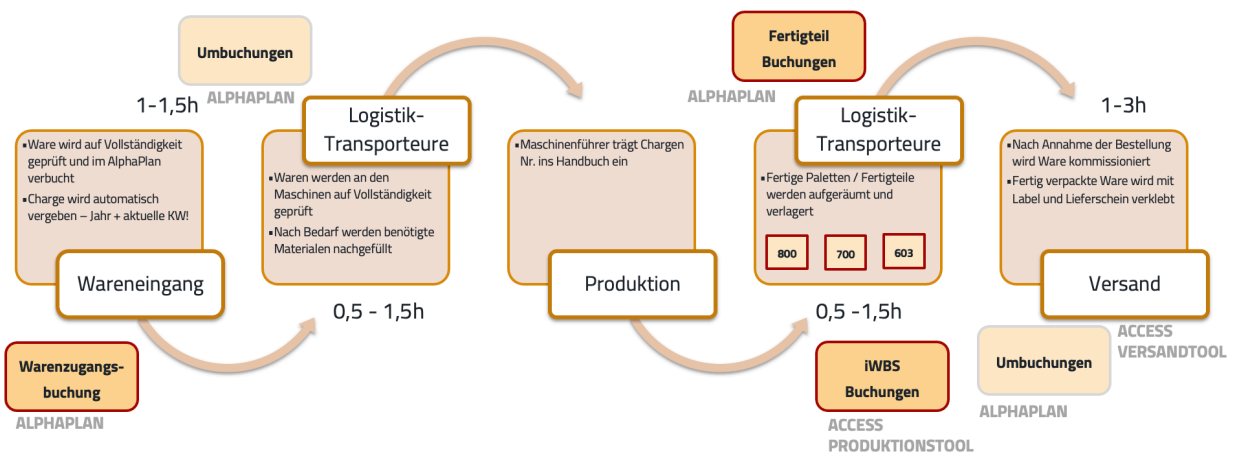 Umbuchungen
ALPHAPLAN
1-1,5h
▪Ware wird auf Vollständigkeit
geprüft und im AlphaPlan
verbucht
▪Charge wird automatisch
vergeben – Jahr + aktuelle KW!
Wareneingang
Warenzugangs-
buchung
ALPHAPLAN
Logistik-
Transporteure
▪Waren werden an den
Maschinen auf Vollständigkeit
geprüft
▪Nach Bedarf werden benötigte
Materialen nachgefüllt
0,5 - 1,5h
▪Maschinenführer trägt Chargen
Nr. ins Handbuch ein
Produktion
Fertigteil
Buchungen
ALPHAPLAN
Logistik-
Transporteure
▪Fertige Paletten / Fertigteile
werden aufgeräumt und
verlagert
800
700
603
0,5 -1,5h
iWBS
Buchungen
ACCESS
PRODUKTIONSTOOL
1-3h
▪Nach Annahme der Bestellung
wird Ware kommissioniert
▪Fertig verpackte Ware wird mit
Label und Lieferschein verklebt
Versand
ACCESS
VERSANDTOOL
Umbuchungen
ALPHAPLAN